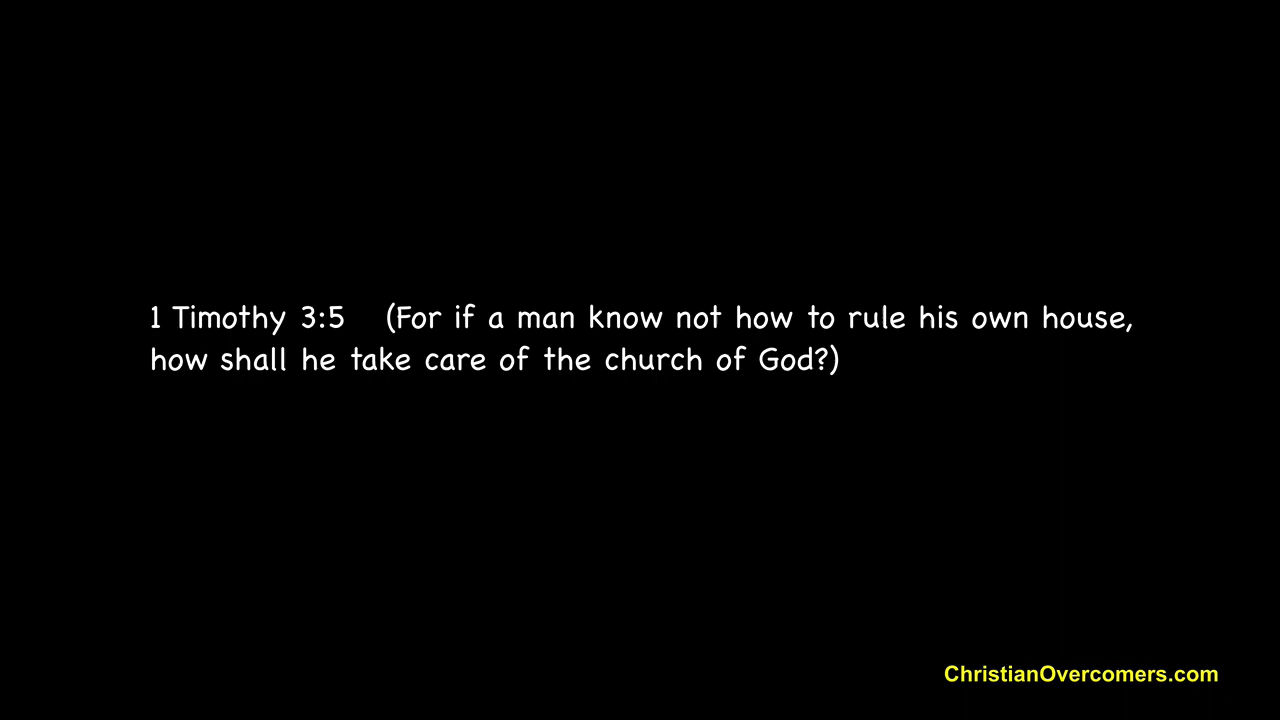 1 Timothy 3:5 (For if a man know not how to rule his own house,
how shall he take care of the church of God?)
ChristianOvercomers.com